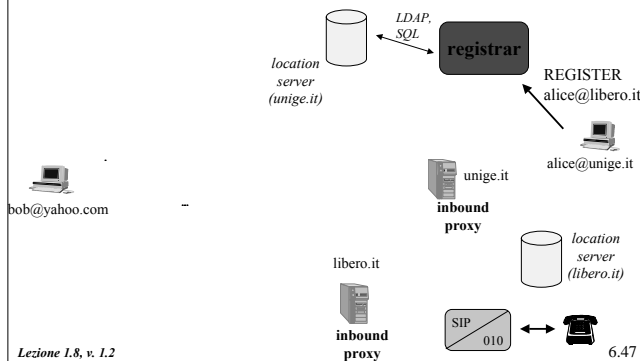 LDAP,
SQL
registrar
location
server
(unige.it)
REGISTER
alice@libero.it
alice@unige.it
bob@yahoo.com
...
unige.it
inbound
proxy
location
server
(libero.it)
libero.it
inbound
proxy
SIP
010
Lezione 1.8, v. 1.2
6.47